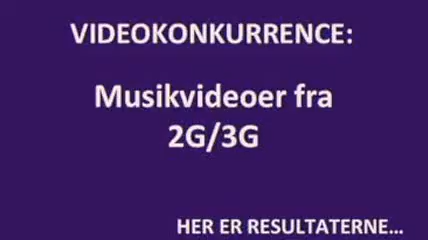 VIDEOKONKURRENCE:
Musikvideoer fra
2G/3G
HER ER RESULTATERNE...